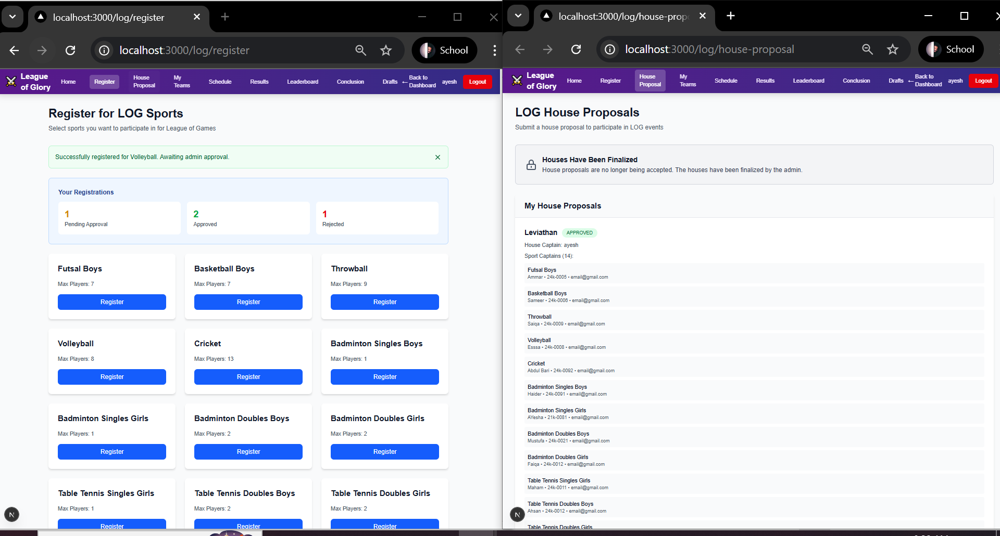 localhost:3000/log/register
localhost:3000/log/register
School
League of Glory
Home
Register
House Proposal
My Teams
Schedule
Results
Leaderboard
Conclusion
Drafts
←Back to Dashboard
ayesh
Logout
Register for LOG Sports
Select sports you want to participate in for League of Games
Successfully registered for Volleyball. Awaiting admin approval.
Your Registrations
1
Pending Approval
2
Approved
1
Rejected
Futsal Boys
Max Players: 7
Register
Basketball Boys
Max Players: 7
Register
Throwball
Max Players: 9
Register
Volleyball
Max Players: 8
Register
Cricket
Max Players: 13
Register
Badminton Singles Boys
Max Players: 1
Register
Badminton Singles Girls
Max Players: 1
Register
Badminton Doubles Boys
Max Players: 2
Register
Badminton Doubles Girls
Max Players: 2
Register
Table Tennis Singles Girls
Max Players: 1
Register
Table Tennis Doubles Boys
Max Players: 2
Register
Table Tennis Doubles Girls
Max Players: 2
Register
N
localhost:3000/log/house-prop
localhost:3000/log/house-proposal
School
League of Glory
Home
Register
House Proposal
My Teams
Schedule
Results
Leaderboard
Conclusion
Drafts
←Back to Dashboard
ayesh
Logout
LOG House Proposals
Submit a house proposal to participate in LOG events
Houses Have Been Finalized
House proposals are no longer being accepted. The houses have been finalized by the admin.
My House Proposals
Leviathan APPROVED
House Captain: ayesh
Sport Captains (14):
Futsal Boys
Ammar • 24k-0005 • email@gmail.com
Basketball Boys
Sameer • 24k-0006 • email@gmail.com
Throwball
Saiqa • 24k-0009 • email@gmail.com
Volleyball
Esssa • 24k-0008 • email@gmail.com
Cricket
Abdul Bari • 24k-0092 • email@gmail.com
Badminton Singles Boys
Haider • 24k-0091 • email@gmail.com
Badminton Singles Girls
AYesha • 21k-0081 • email@gmail.com
Badminton Doubles Boys
Mustufa • 24k-0021 • email@gmail.com
Badminton Doubles Girls
Faiqa • 24k-0012 • email@gmail.com
Table Tennis Singles Girls
Maham • 24k-0011 • email@gmail.com
Table Tennis Doubles Boys
Ahsan • 24k-0012 • email@gmail.com
Table Tennis Doubles Girls
N